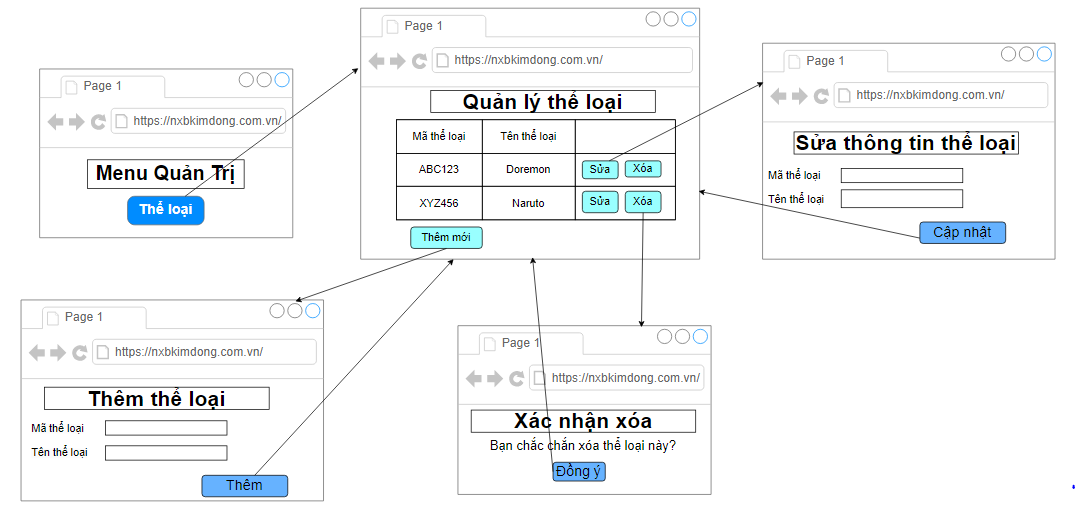 Page 1
https://nxbkimdong.com.vn/
Menu Quản Trị
Thể loại
Page 1
https://nxbkimdong.com.vn/
Quản lý thể loại
Mã thể loại Tên thể loại
ABC123 Doremon Sửa Xóa
XYZ456 Naruto Sửa Xóa
Thêm mới
Page 1
https://nxbkimdong.com.vn/
Sửa thông tin thể loại
Mã thể loại
Tên thể loại
Cập nhật
Page 1
https://nxbkimdong.com.vn/
Thêm thể loại
Mã thể loại
Tên thể loại
Thêm
Page 1
https://nxbkimdong.com.vn/
Xác nhận xóa
Bạn chắc chắn xóa thể loại này?
Đồng ý